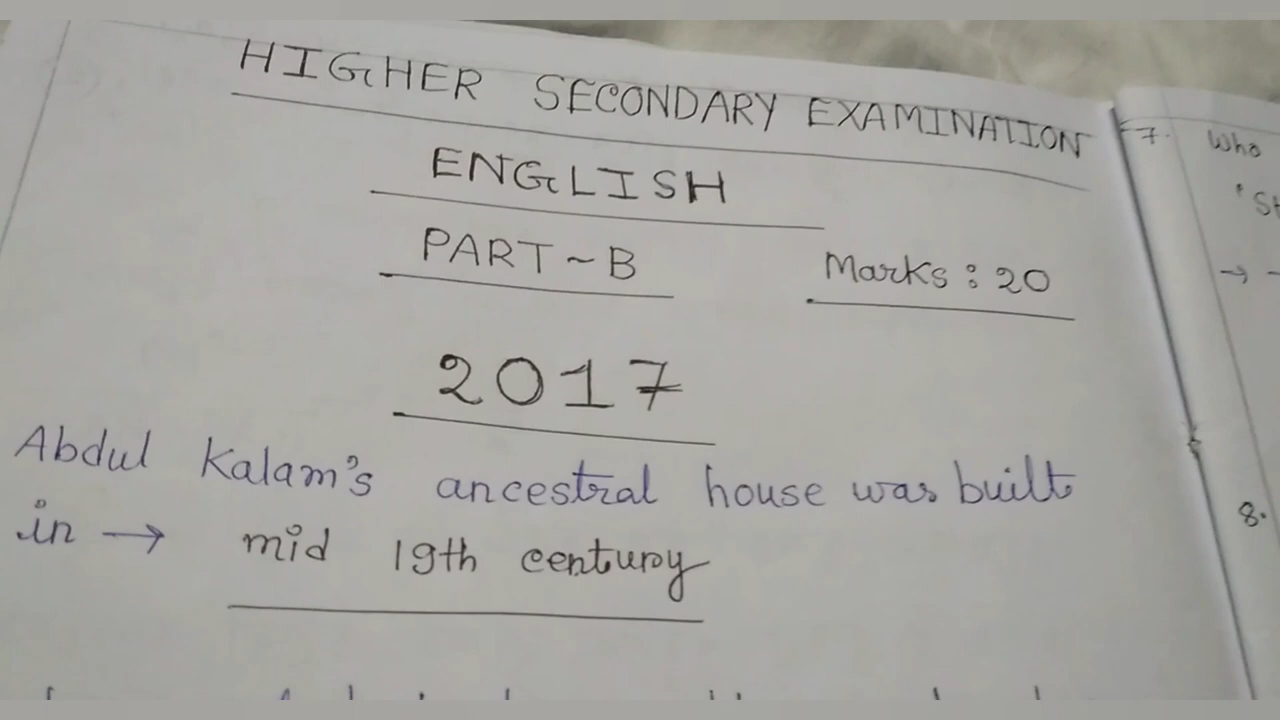 HIGHER SECONDARY EXAMINATION
ENGLISH
PART~B
Marks : 20
2017
Abdul Kalam's ancestral house was built
in → mid 19th century
7. Who
→
8.